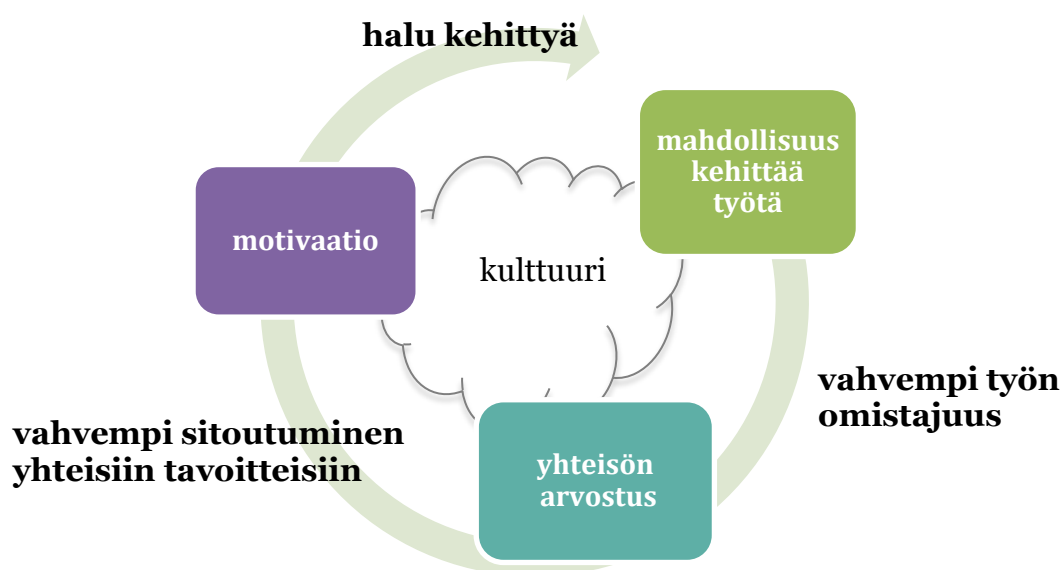 halu kehittyä
mahdollisuus
kehittää
työtä
motivaatio
kulttuuri
vahvempi työn
omistajuus
vahvempi sitoutuminen
yhteisiin tavoitteisiin
yhteisön
arvostus